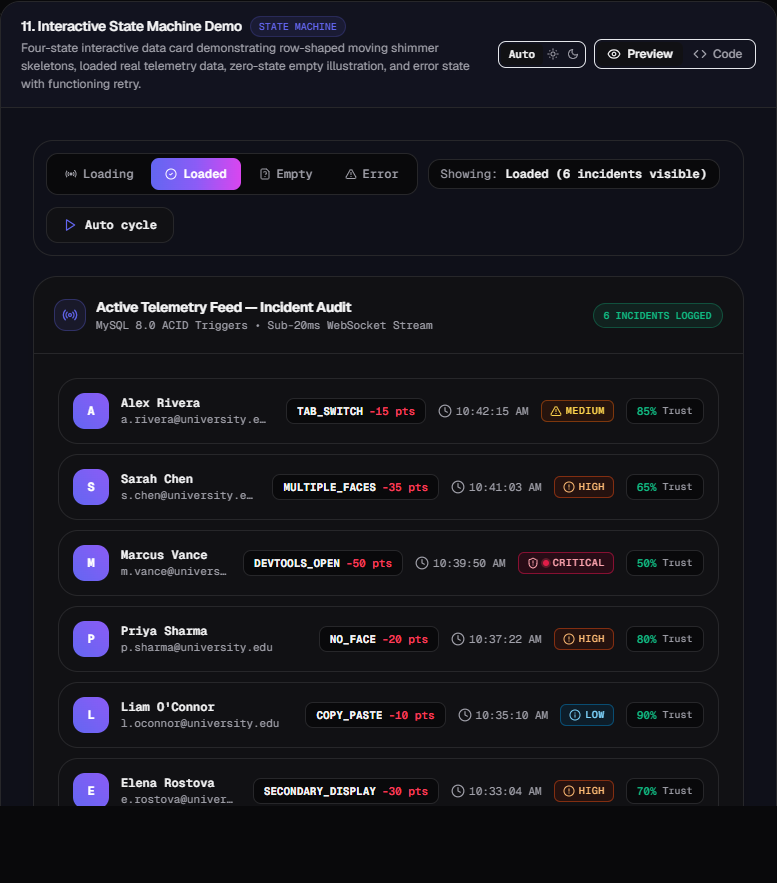 11. Interactive State Machine Demo STATE MACHINE
Four-state interactive data card demonstrating row-shaped moving shimmer
skeletons, loaded real telemetry data, zero-state empty illustration, and error state
with functioning retry.
Auto Preview Code
Loading Loaded Empty Error Showing: Loaded (6 incidents visible)
Auto cycle
Active Telemetry Feed — Incident Audit
MySQL 8.0 ACID Triggers • Sub-20ms WebSocket Stream
6 INCIDENTS LOGGED
A Alex Rivera
a.rivera@university.e… TAB_SWITCH -15 pts 10:42:15 AM MEDIUM 85% Trust
S Sarah Chen
s.chen@university.e… MULTIPLE_FACES -35 pts 10:41:03 AM HIGH 65% Trust
M Marcus Vance
m.vance@univers… DEVTOOLS_OPEN -50 pts 10:39:50 AM CRITICAL 50% Trust
P Priya Sharma
p.sharma@university.edu NO_FACE -20 pts 10:37:22 AM HIGH 80% Trust
L Liam O'Connor
l.oconnor@university.edu COPY_PASTE -10 pts 10:35:10 AM LOW 90% Trust
E Elena Rostova
e.rostova@univer… SECONDARY_DISPLAY -30 pts 10:33:04 AM HIGH 70% Trust